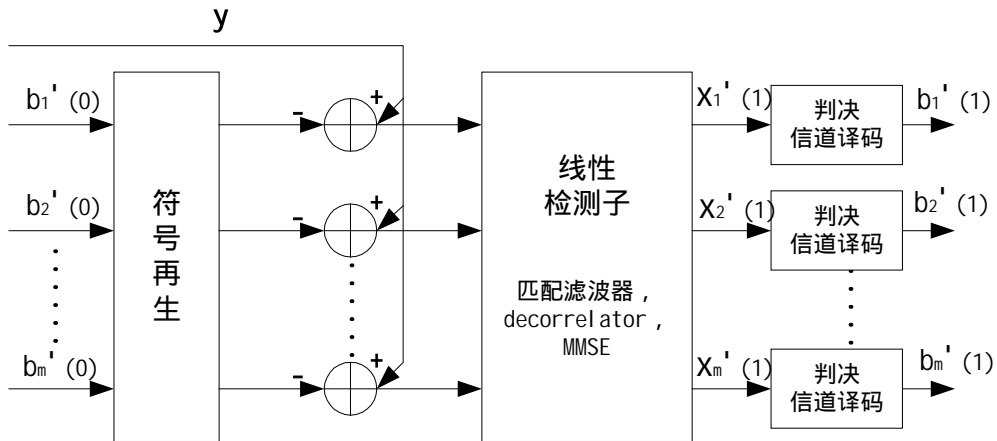 y
b1' (0)
b2' (0)
bm' (0)
符号再生
-
+
-
+
-
+
线性
检测子
匹配滤波器，
decorrelator，
MMSE
X1' (1)
X2' (1)
Xm' (1)
判决
信道译码
判决
信道译码
判决
信道译码
b1' (1)
b2' (1)
bm' (1)